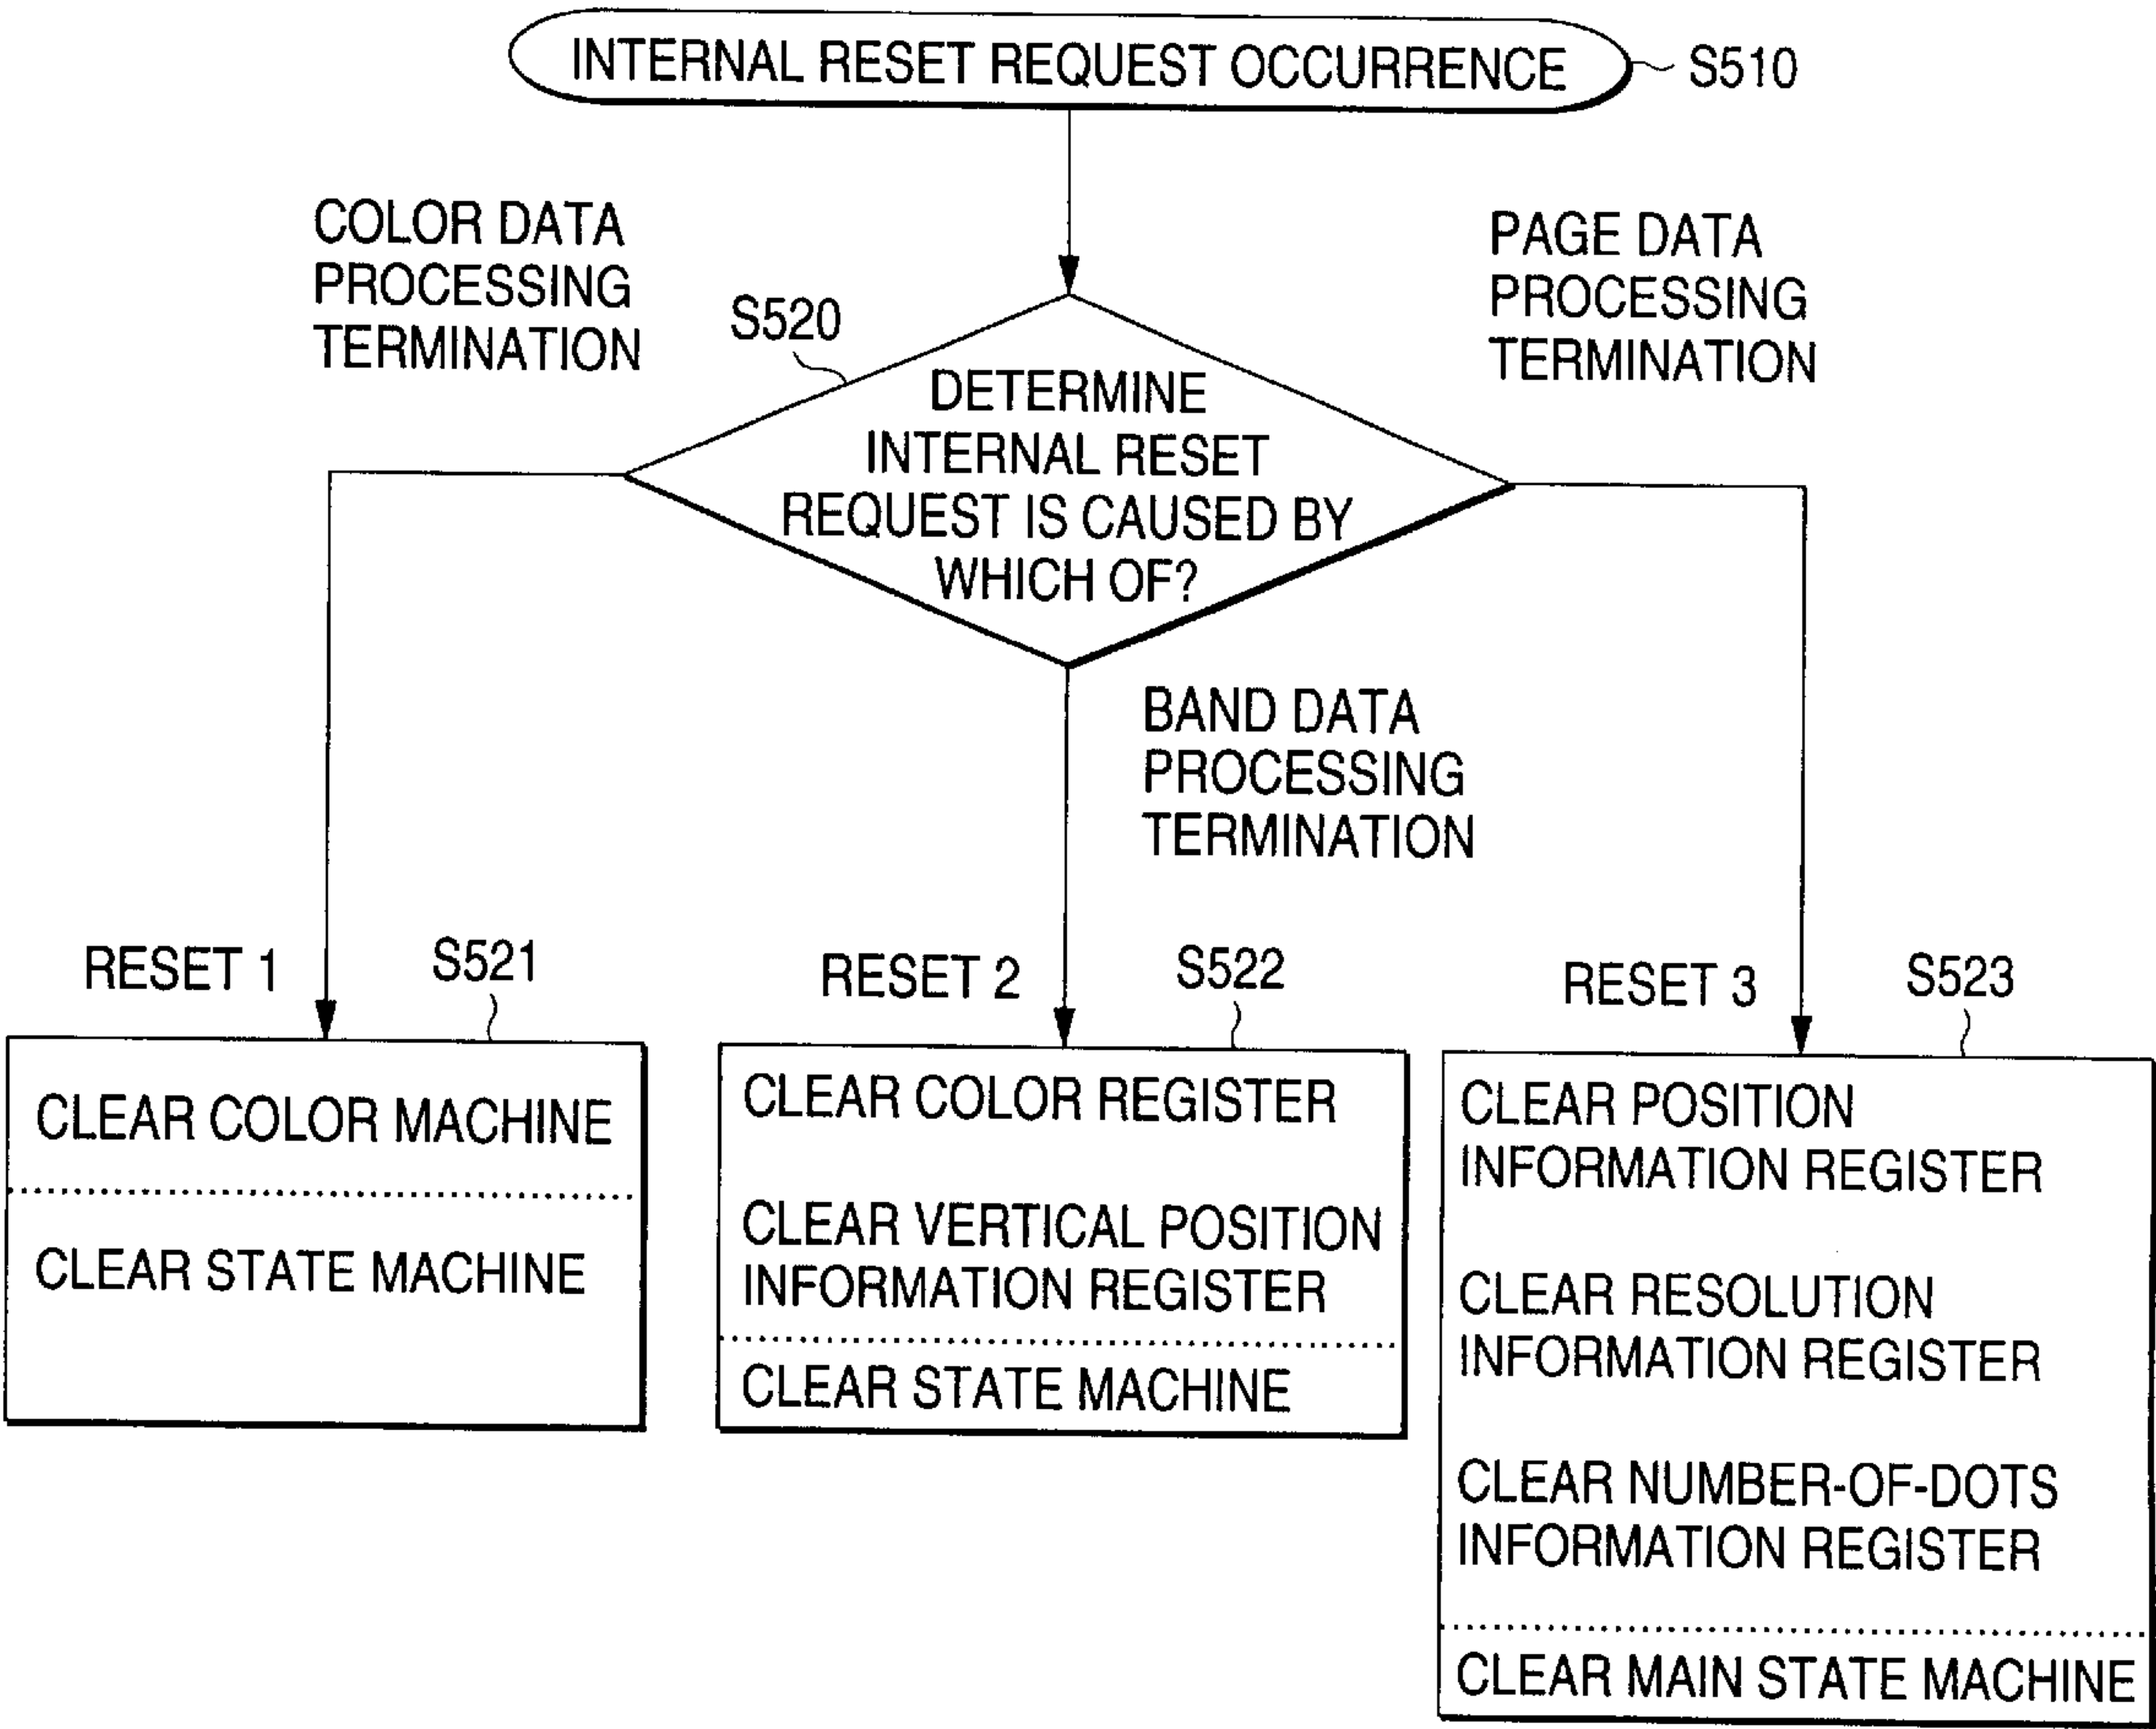 INTERNAL RESET REQUEST OCCURRENCE
S510
COLOR DATA
PROCESSING
TERMINATION
PAGE DATA
PROCESSING
TERMINATION
S520
DETERMINE
INTERNAL RESET
REQUEST IS CAUSED BY
WHICH OF?
BAND DATA
PROCESSING
TERMINATION
RESET 1
S521
CLEAR COLOR MACHINE
CLEAR STATE MACHINE
RESET 2
S522
CLEAR COLOR REGISTER
CLEAR VERTICAL POSITION
INFORMATION REGISTER
CLEAR STATE MACHINE
RESET 3
S523
CLEAR POSITION
INFORMATION REGISTER
CLEAR RESOLUTION
INFORMATION REGISTER
CLEAR NUMBER-OF-DOTS
INFORMATION REGISTER
CLEAR MAIN STATE MACHINE